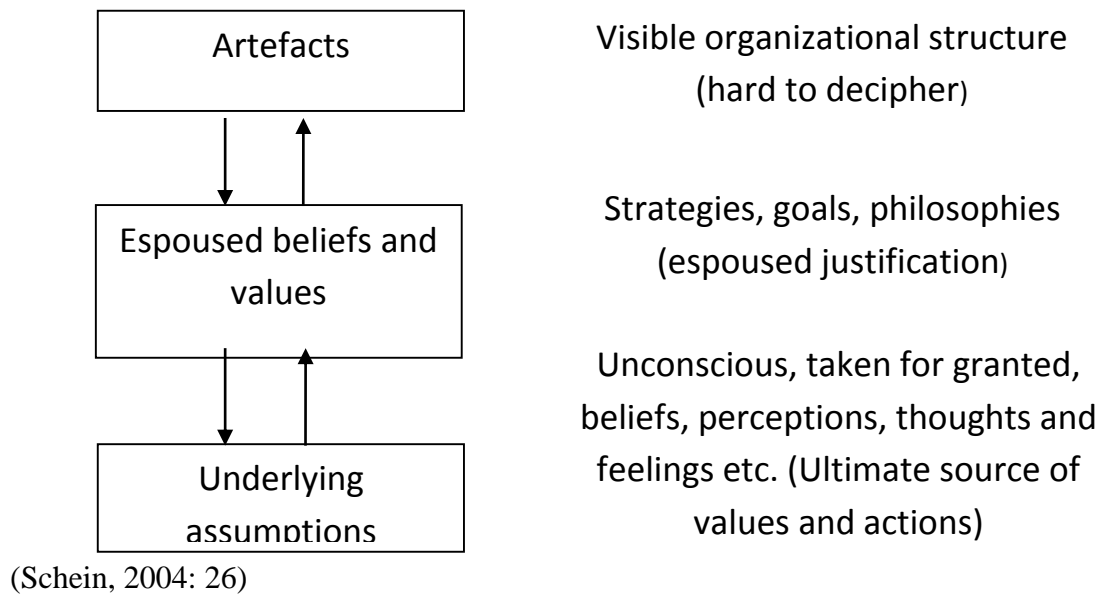 Artefacts
Visible organizational structure
(hard to decipher)
Espoused beliefs and
values
Strategies, goals, philosophies
(espoused justification)
Underlying
assumptions
Unconscious, taken for granted,
beliefs, perceptions, thoughts and
feelings etc. (Ultimate source of
values and actions)
(Schein, 2004: 26)